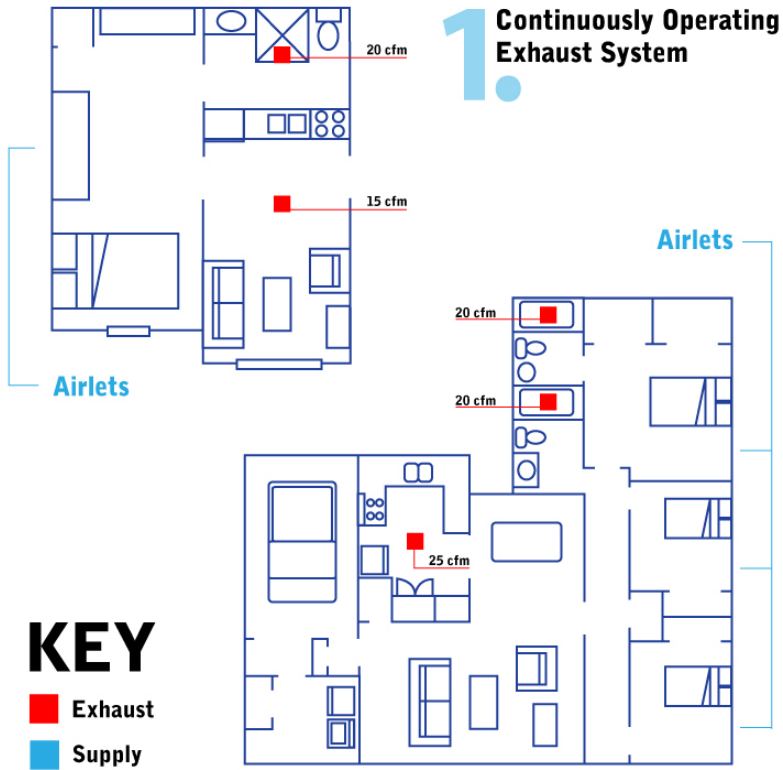 1.
Continuously Operating
Exhaust System
20 cfm
15 cfm
Airlets
Airlets
20 cfm
20 cfm
25 cfm
KEY
Exhaust
Supply